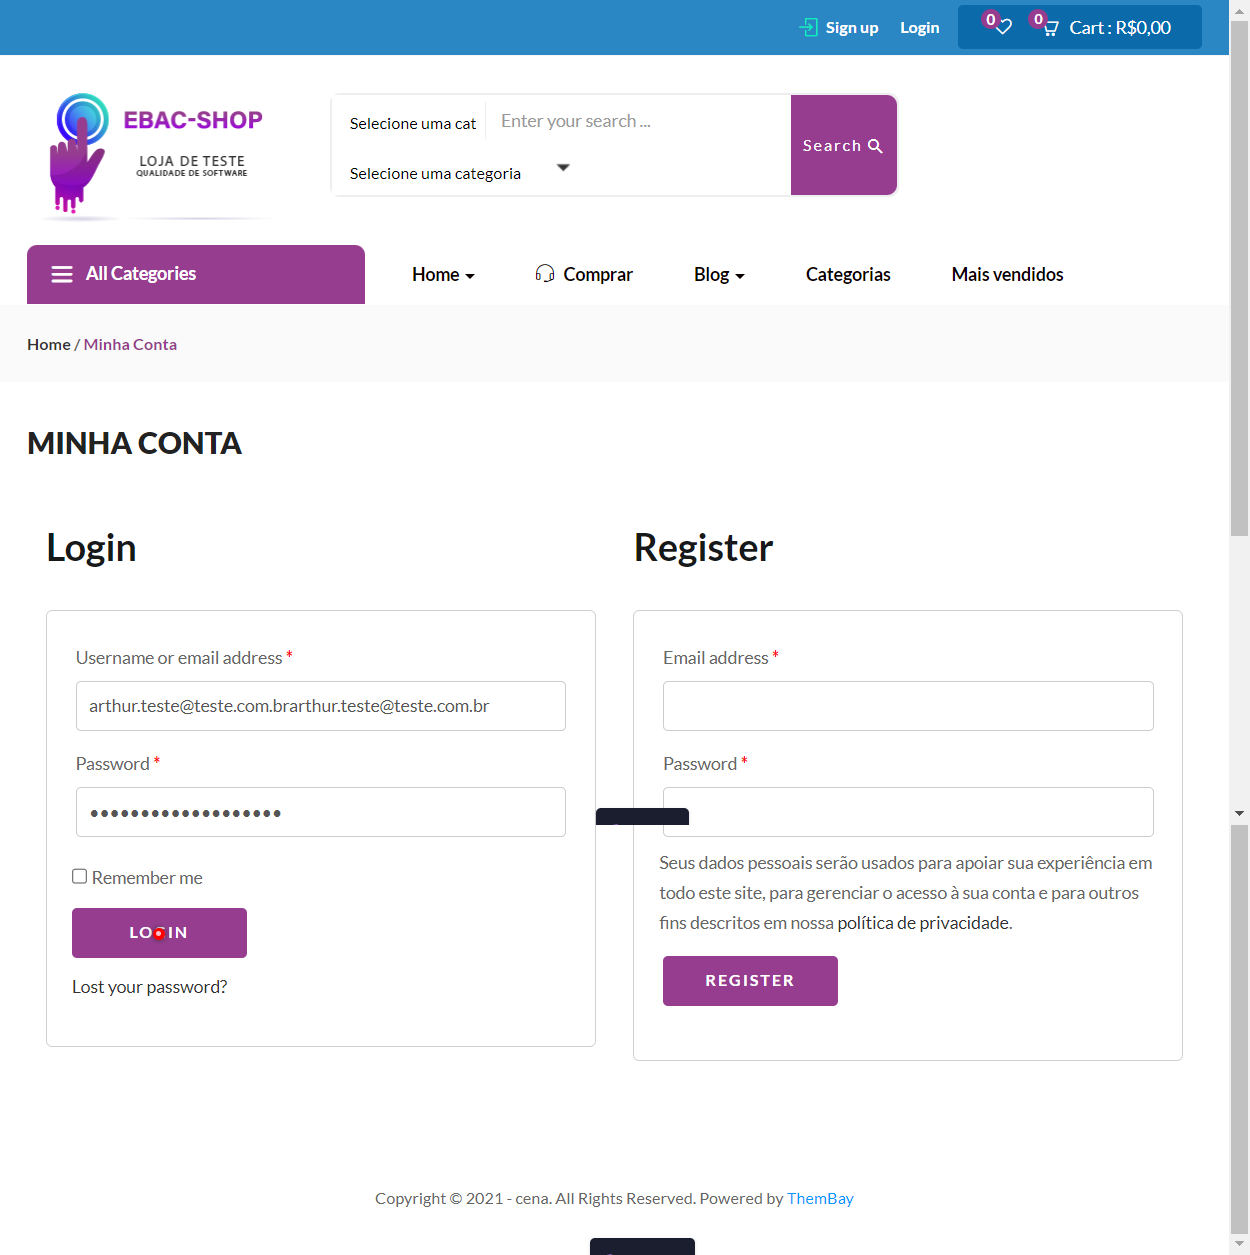 Sign up Login 0 0 Cart : R$0,00
EBAC-SHOP
LOJA DE TESTE
QUALIDADE DE SOFTWARE
Selecione uma cat Enter your search ...
Selecione uma categoria
Search
All Categories Home Comprar Blog Categorias Mais vendidos
Home / Minha Conta
MINHA CONTA
Login
Username or email address *
arthur.teste@teste.com.brarthur.teste@teste.com.br
Password *
Remember me
LOGIN
Lost your password?
Register
Email address *
Password *
Seus dados pessoais serão usados para apoiar sua experiência em
todo este site, para gerenciar o acesso à sua conta e para outros
fins descritos em nossa política de privacidade.
REGISTER
Copyright © 2021 - cena. All Rights Reserved. Powered by ThemBay